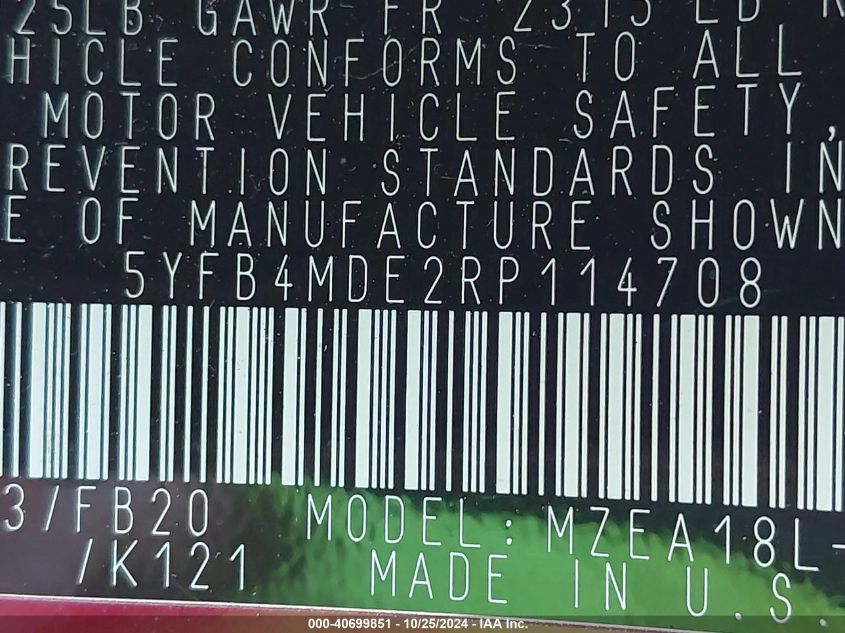 25LB GAWR FR 2315 LB
HICLE CONFORMS TO ALL
MOTOR VEHICLE SAFETY,
REVENTION STANDARDS IN
E OF MANUFACTURE SHOWN
5YFB4MDE2RP114708
3/FB20 MODEL: MZEA18L-
/K121 MADE IN U.S.
000-40699851 - 10/25/2024 - IAA Inc.